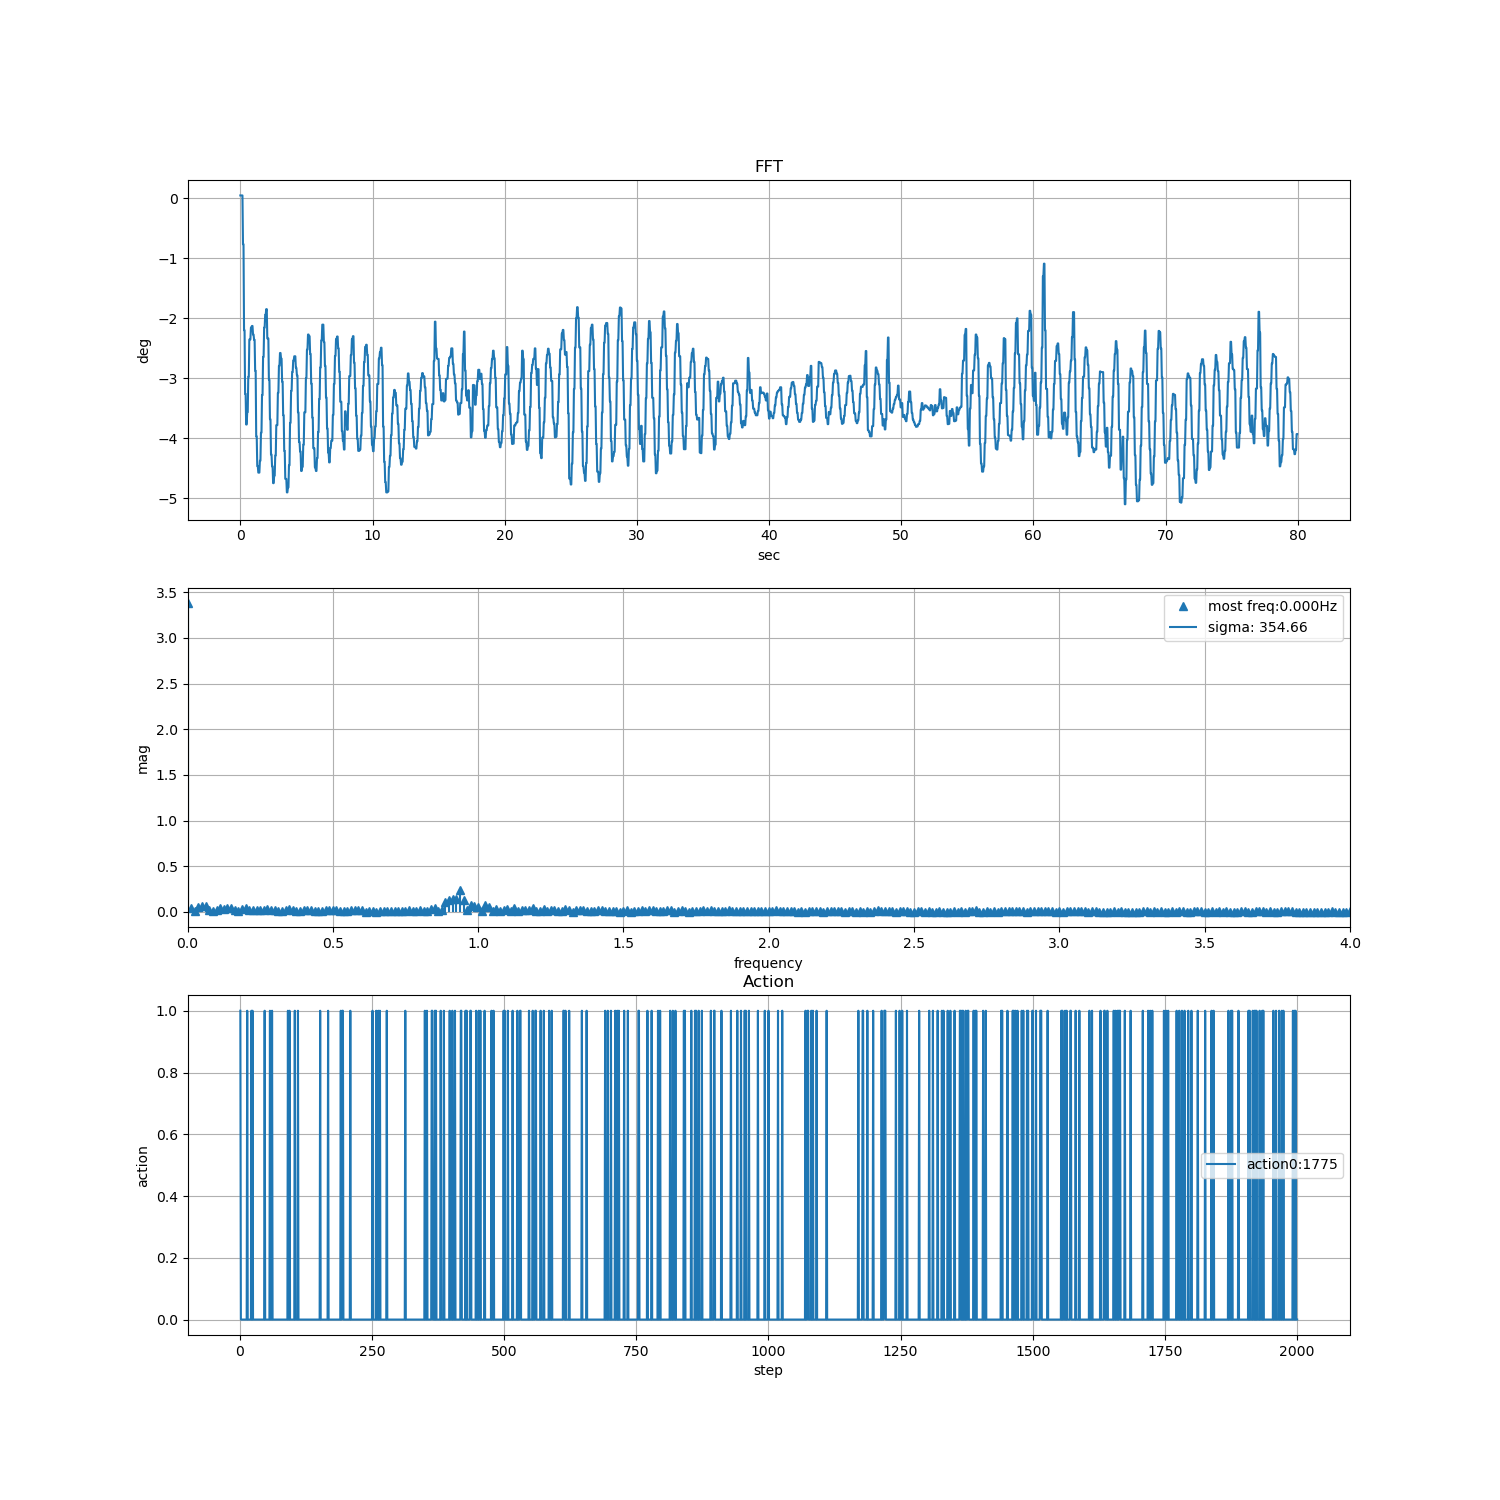 FFT
0
−1
−2
−3
−4
−5
deg
0 10 20 30 40 50 60 70 80
sec
3.5
3.0
2.5
2.0
1.5
1.0
0.5
0.0
mag
most freq:0.000Hz
sigma: 354.66
0.0 0.5 1.0 1.5 2.0 2.5 3.0 3.5 4.0
frequency
Action
1.0
0.8
0.6
0.4
0.2
0.0
action
action0:1775
0 250 500 750 1000 1250 1500 1750 2000
step